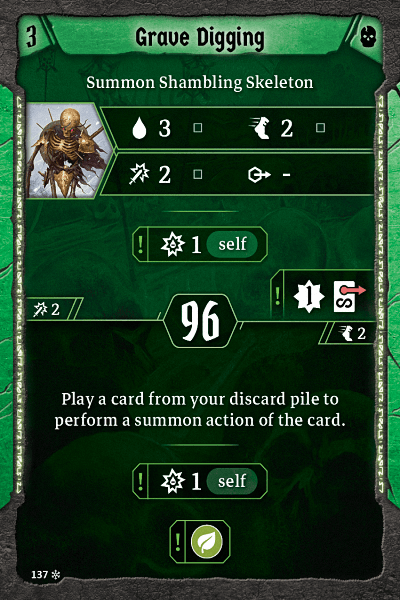 3 Grave Digging
Summon Shambling Skeleton
3 2
2 -
! 1 self
! 1 S
2 96 2
Play a card from your discard pile to
perform a summon action of the card.
! 1 self
!
137